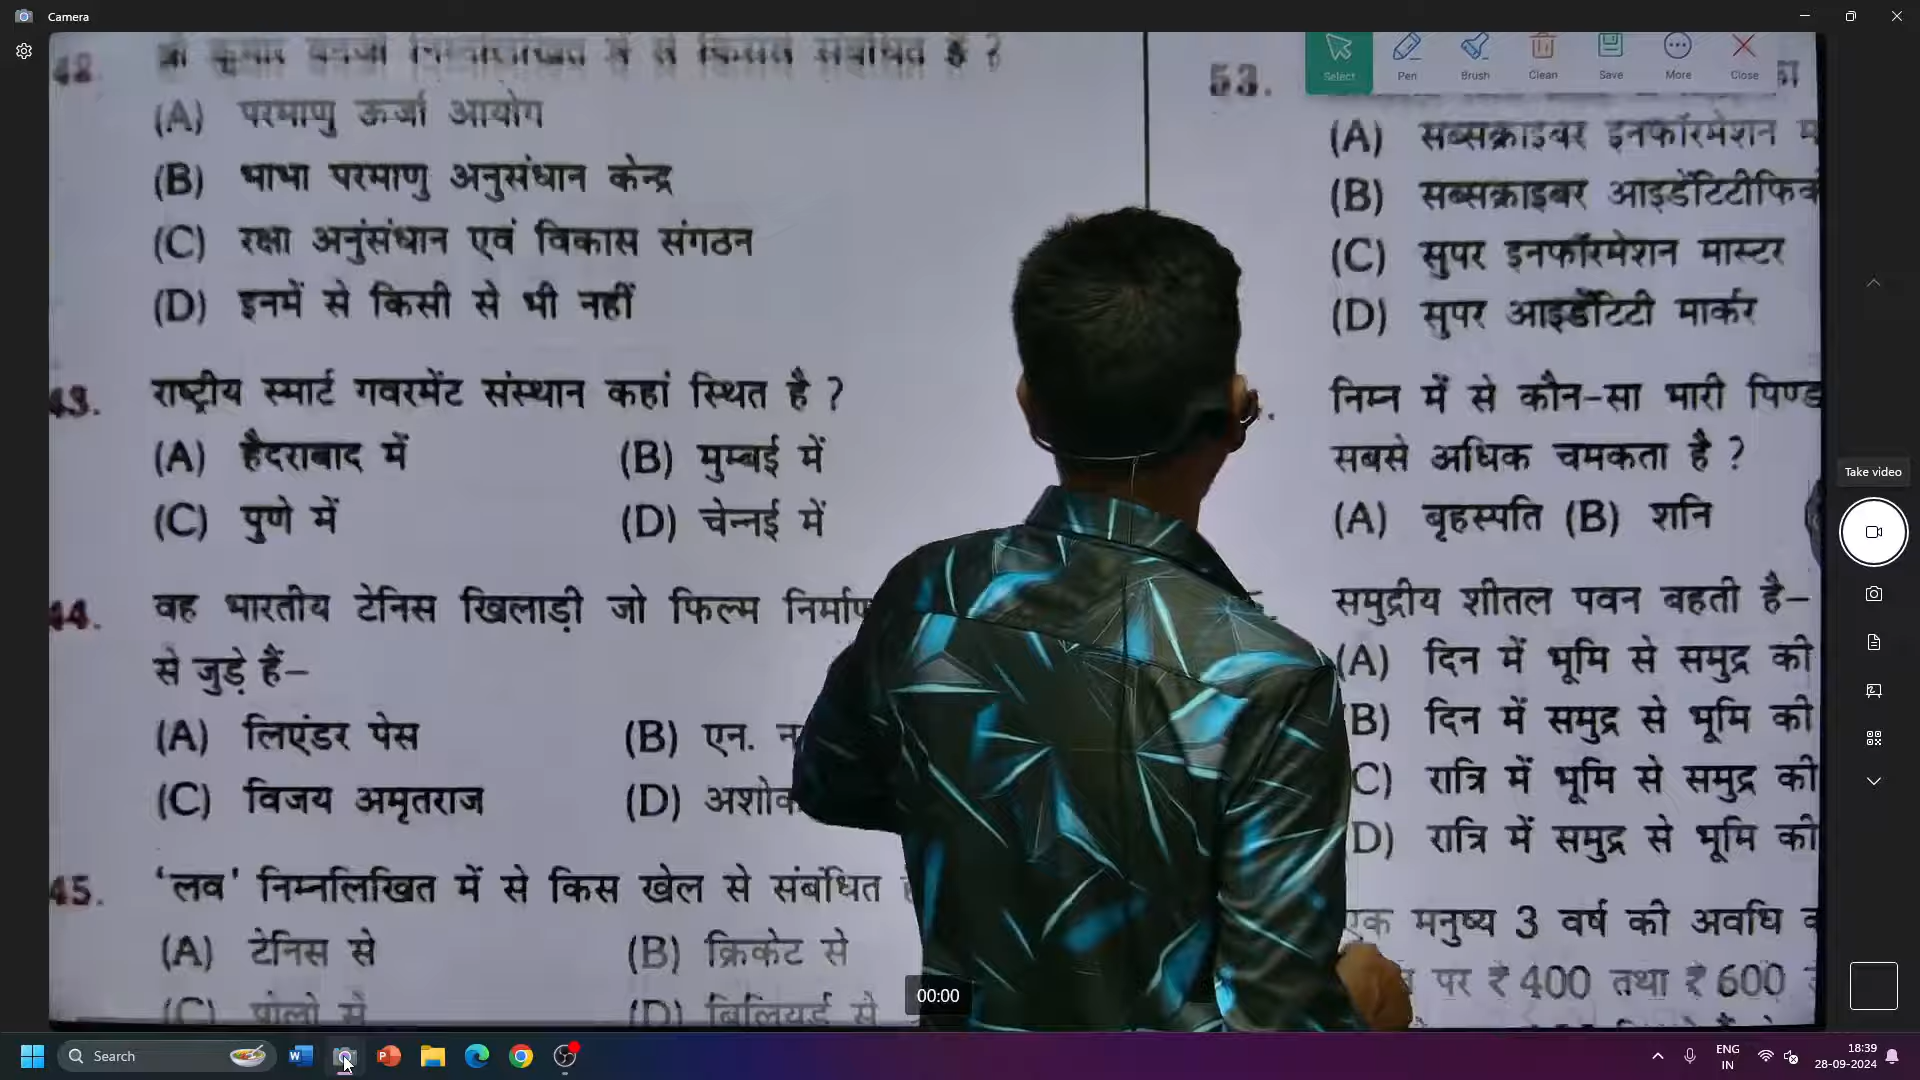 Camera
Select Pen Brush Clean Save More Close
(A) परमाणु ऊर्जा आयोग
(B) भाभा परमाणु अनुसंधान केन्द्र
(C) रक्षा अनुंसंधान एवं विकास संगठन
(D) इनमें से किसी से भी नहीं
43. राष्ट्रीय स्मार्ट गवरमेंट संस्थान कहां स्थित है ?
(A) हैदराबाद में (B) मुम्बई में
(C) पुणे में (D) चेन्नई में
44. वह भारतीय टेनिस खिलाड़ी जो फिल्म
से जुड़े हैं–
(A) लिएंडर पेस (B) एन.
(C) विजय अमृतराज (D)
45. 'लव' निम्नलिखित में से किस खेल से संबंधित
(A) टेनिस से (B) क्रिकेट से
(C) पोलो से (D) बिलियर्ड से
53.
(A) सब्सक्राइबर इनफॉरमेशन
(B) सब्सक्राइबर
(C) सुपर इनफॉरमेशन मास्टर
(D) सुपर आइडेंटिटी मार्कर
निम्न में से कौन-सा भारी पिण्ड
सबसे अधिक चमकता है ?
(A) बृहस्पति (B) शनि
समुद्रीय शीतल पवन बहती है–
(A) दिन में भूमि से समुद्र की
(B) दिन में समुद्र से भूमि की
(C) रात्रि में भूमि से समुद्र की
(D) रात्रि में समुद्र से भूमि की
एक मनुष्य 3 वर्ष की अवधि
पर ₹ 400 तथा ₹ 600
Take video
00:00
Search
ENG
IN
18:39
28-09-2024